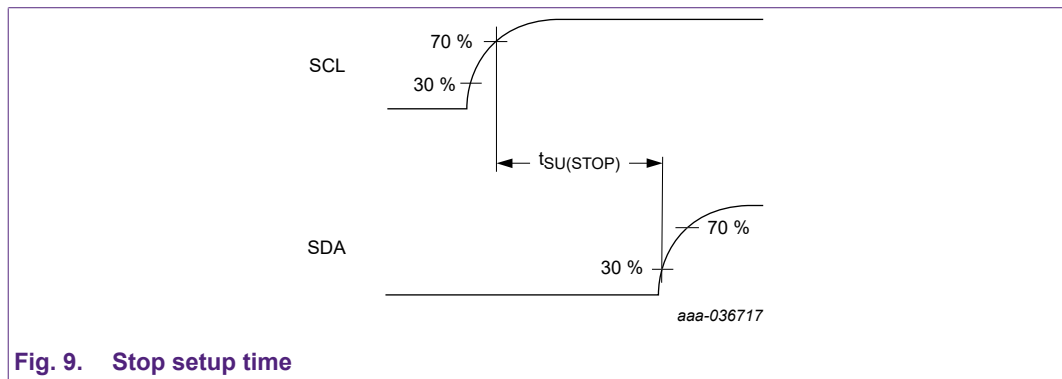 70 %
SCL
30 %
tSU(STOP)
70 %
SDA
30 %
aaa-036717
Fig. 9. Stop setup time